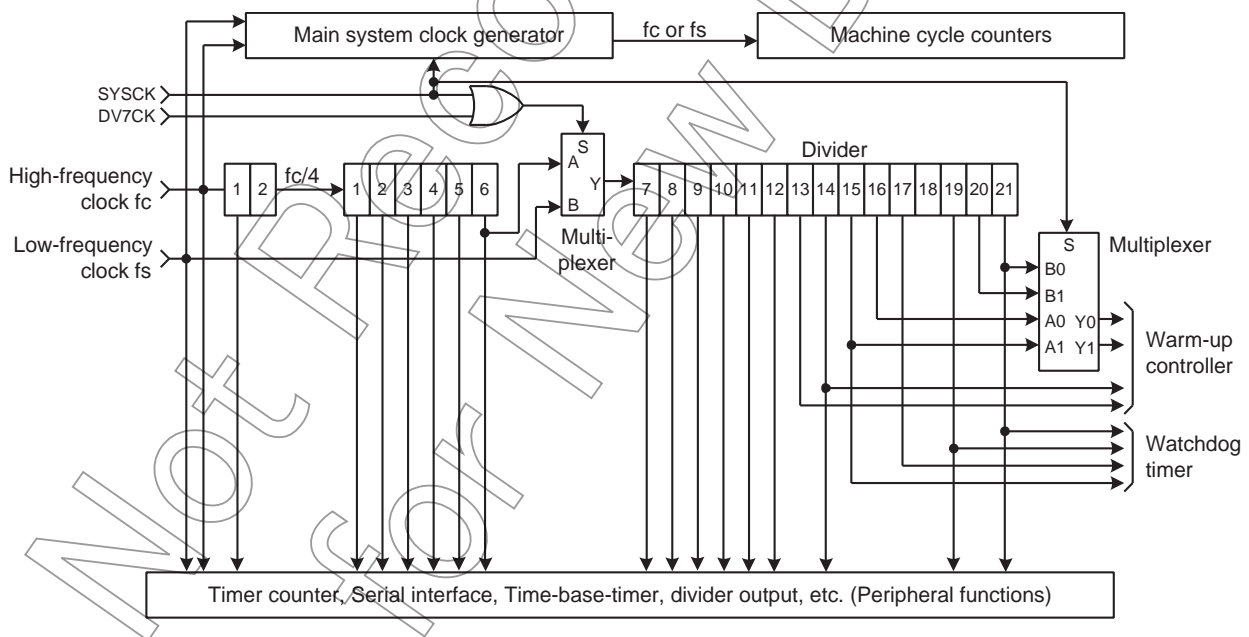 Main system clock generator
fc or fs
Machine cycle counters
SYSCK
DV7CK
High-frequency
clock fc
Low-frequency
clock fs
1 2
fc/4
1 2 3 4 5 6
S
A
Y
B
Multi-
plexer
Divider
7 8 9 10 11 12 13 14 15 16 17 18 19 20 21
S
Multiplexer
B0
B1
A0 Y0
A1 Y1
Warm-up
controller
Watchdog
timer
Timer counter, Serial interface, Time-base-timer, divider output, etc. (Peripheral functions)
Not Reco
for New D